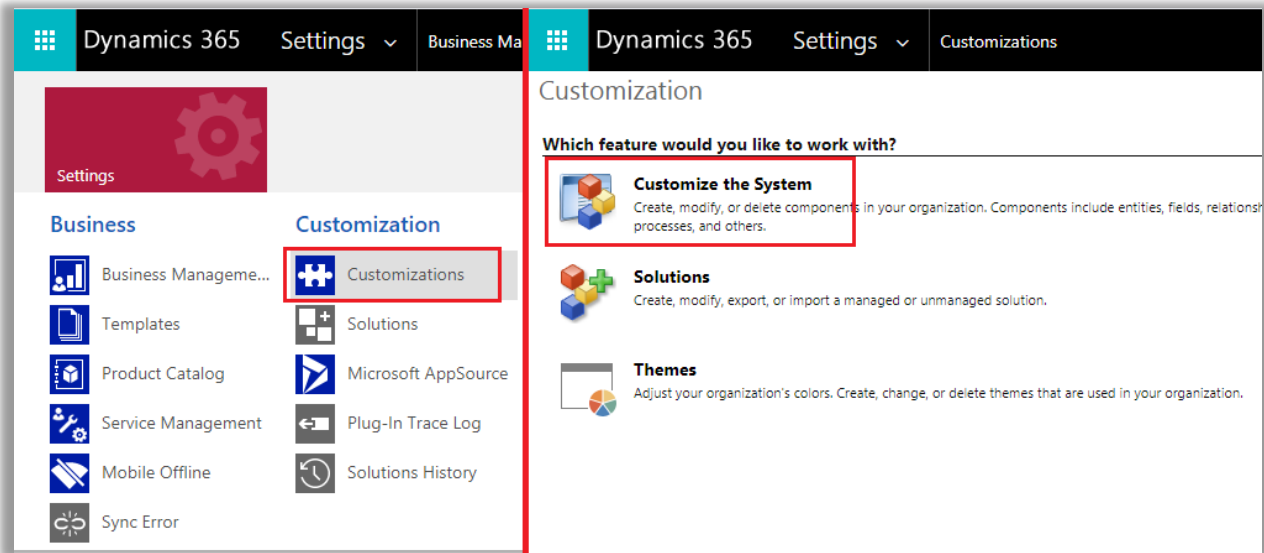 Dynamics 365 Settings Business Ma
Settings
Business
Business Manageme...
Templates
Product Catalog
Service Management
Mobile Offline
Sync Error
Customization
Customizations
Solutions
Microsoft AppSource
Plug-In Trace Log
Solutions History
Dynamics 365 Settings Customizations
Customization
Which feature would you like to work with?
Customize the System
Create, modify, or delete components in your organization. Components include entities, fields, relationsh
processes, and others.
Solutions
Create, modify, export, or import a managed or unmanaged solution.
Themes
Adjust your organization's colors. Create, change, or delete themes that are used in your organization.